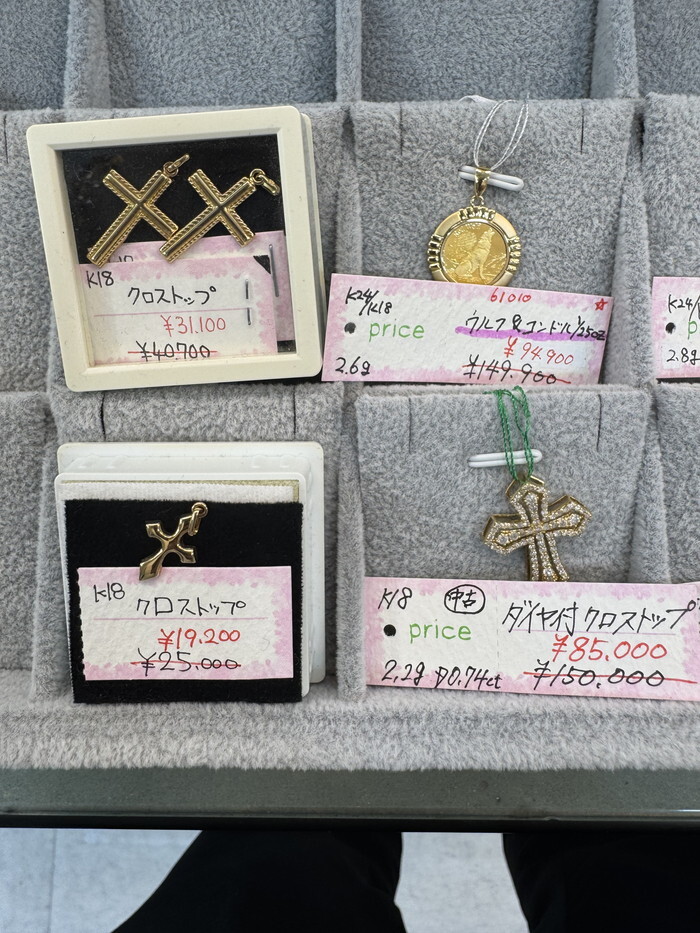 K18
クロストップ
¥31.100
¥40.700
K24/K18
61010
price
ウルフ&コンドル1/25oz
¥94.900
2.6g
¥149.900
K24/
2.8g
K18
クロストップ
¥19.200
¥25.000
K18
中古
ダイヤ付クロストップ
price
¥85.000
2.2g D0.74ct
¥150.000